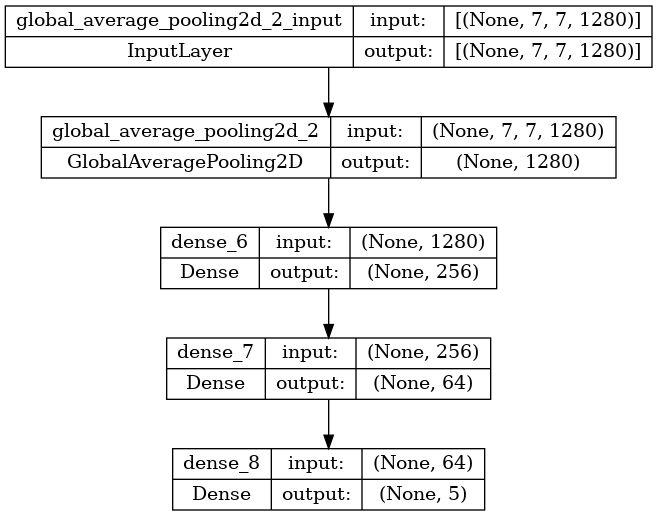 global_average_pooling2d_2_input input: [(None, 7, 7, 1280)]
InputLayer output: [(None, 7, 7, 1280)]
global_average_pooling2d_2 input: (None, 7, 7, 1280)
GlobalAveragePooling2D output: (None, 1280)
dense_6 input: (None, 1280)
Dense output: (None, 256)
dense_7 input: (None, 256)
Dense output: (None, 64)
dense_8 input: (None, 64)
Dense output: (None, 5)